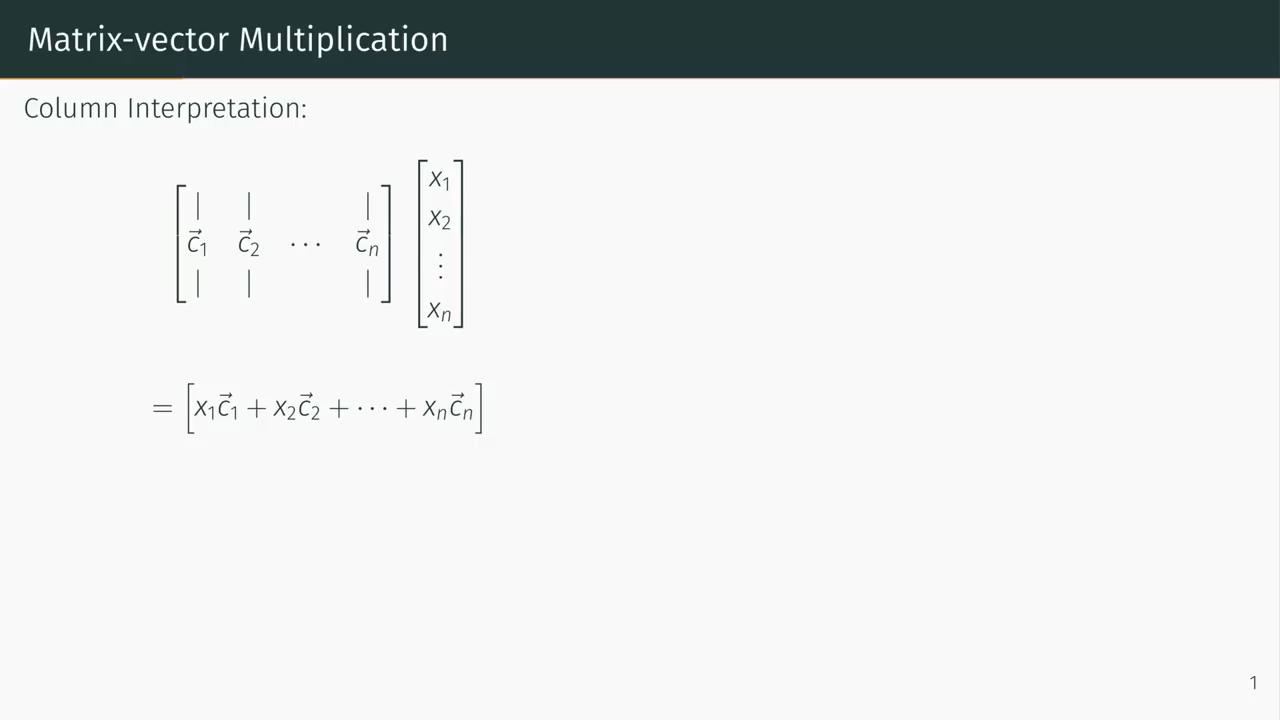 Matrix-vector Multiplication
Column Interpretation:
| | |
c⃗₁ c⃗₂ ⋯ c⃗ₙ
| | |
x₁
x₂
⋮
xₙ
= [x₁c⃗₁ + x₂c⃗₂ + ⋯ + xₙc⃗ₙ]
1